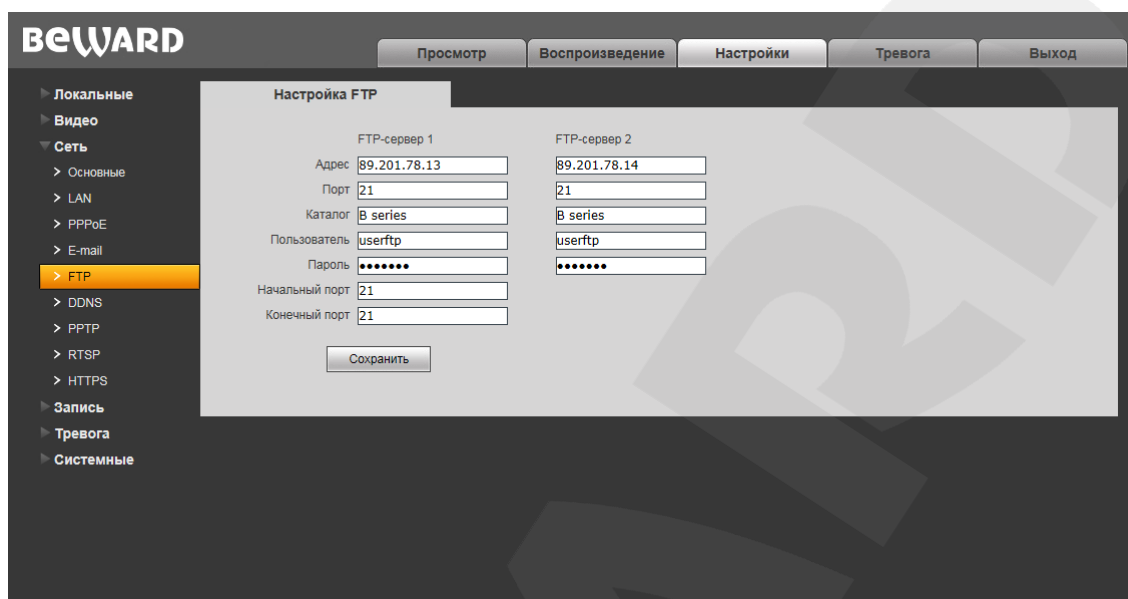 BEWARD
Просмотр Воспроизведение Настройки Тревога Выход
Локальные
Видео
Сеть
> Основные
> LAN
> PPPoE
> E-mail
> FTP
> DDNS
> PPTP
> RTSP
> HTTPS
Запись
Тревога
Системные
Настройка FTP
FTP-сервер 1 FTP-сервер 2
Адрес 89.201.78.13 89.201.78.14
Порт 21 21
Каталог B series B series
Пользователь userftp userftp
Пароль ••••••• •••••••
Начальный порт 21
Конечный порт 21
Сохранить